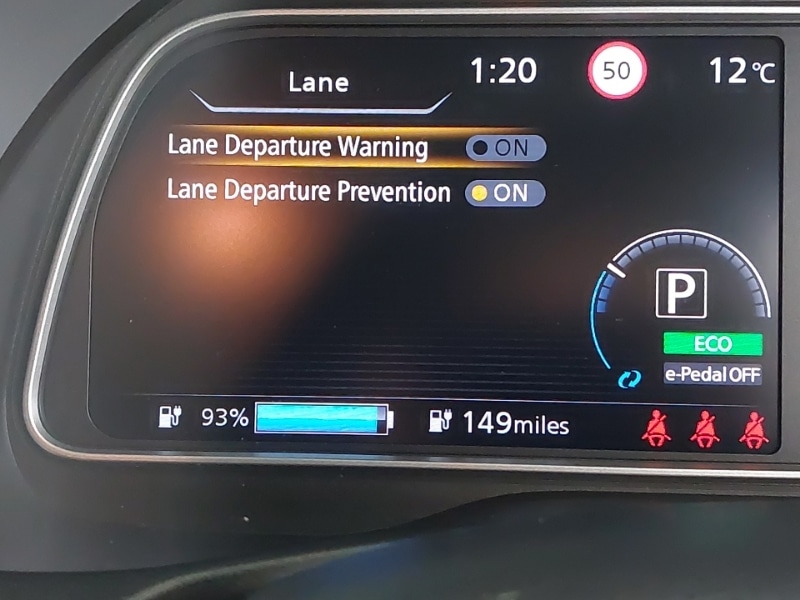 Lane
1:20
50
12℃
Lane Departure Warning
ON
Lane Departure Prevention
ON
P
ECO
e-Pedal OFF
93%
149miles